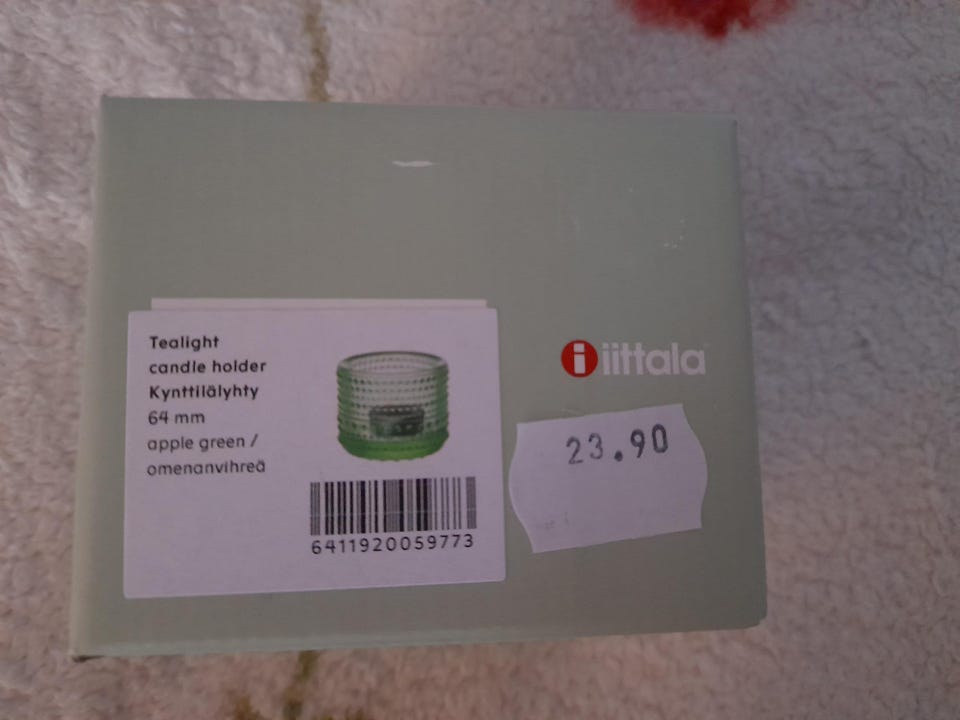 Tealight
candle holder
Kynttilälyhty
64 mm
apple green /
omenanvihreä
6411920059773
i iittala
23.90